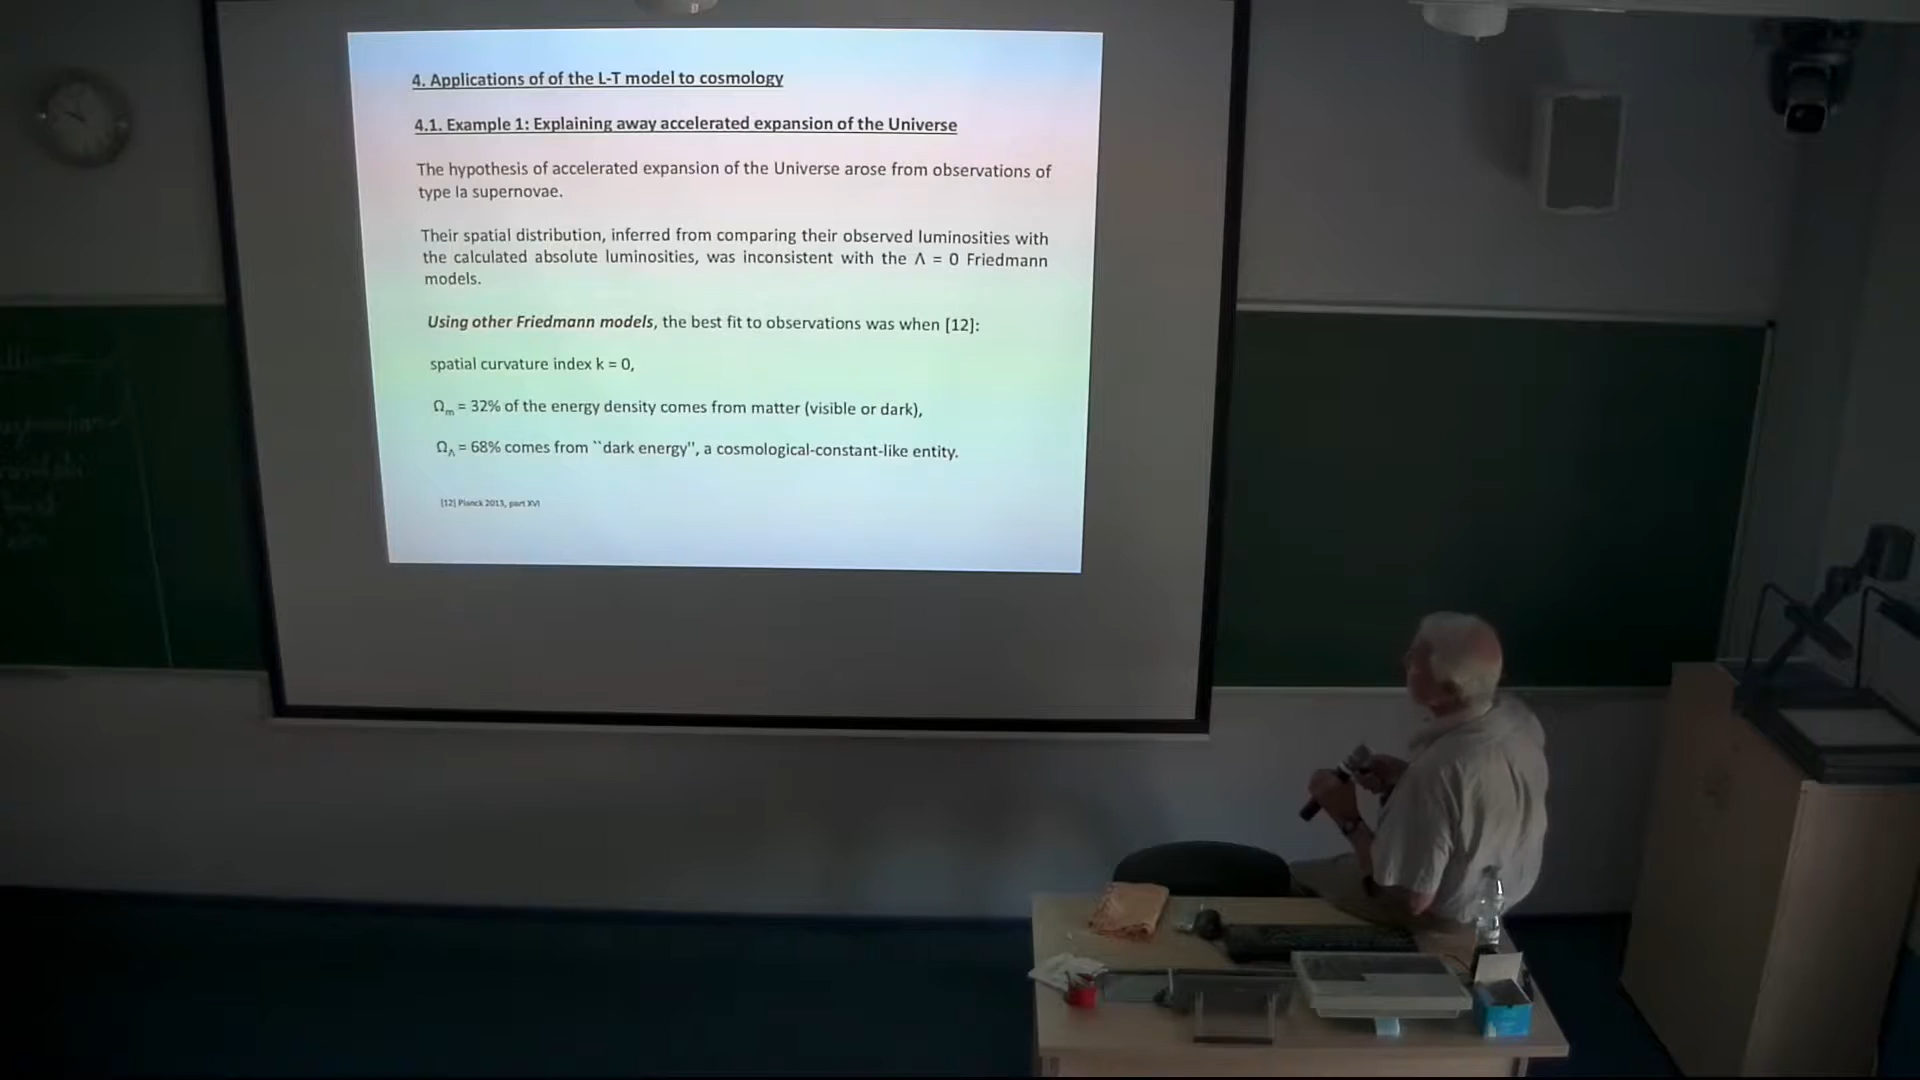 4. Applications of of the L-T model to cosmology
4.1. Example 1: Explaining away accelerated expansion of the Universe
The hypothesis of accelerated expansion of the Universe arose from observations of
type Ia supernovae.
Their spatial distribution, inferred from comparing their observed luminosities with
the calculated absolute luminosities, was inconsistent with the Λ = 0 Friedmann
models.
Using other Friedmann models, the best fit to observations was when [12]:
spatial curvature index k = 0,
Ωm = 32% of the energy density comes from matter (visible or dark),
ΩΛ = 68% comes from ``dark energy'', a cosmological-constant-like entity.
[12] Planck 2013, part XVI